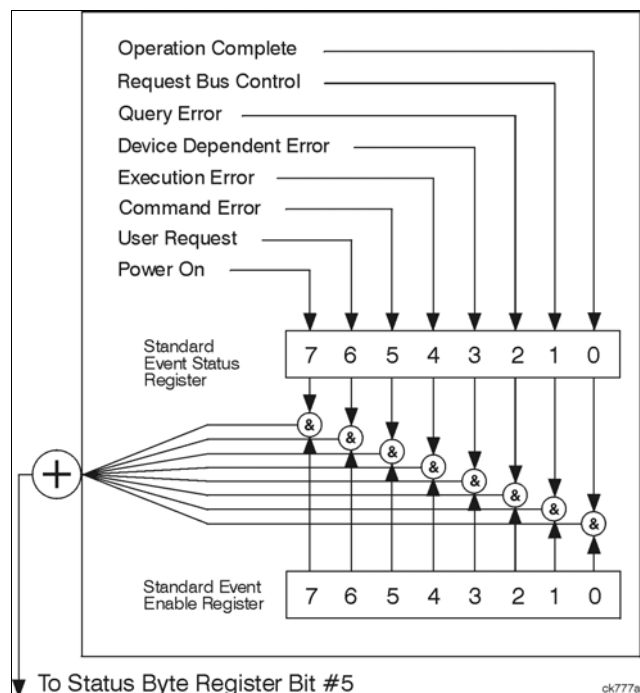 Operation Complete
Request Bus Control
Query Error
Device Dependent Error
Execution Error
Command Error
User Request
Power On
Standard
Event Status
Register
7 6 5 4 3 2 1 0
&
&
&
&
&
&
&
&
+
Standard Event
Enable Register
7 6 5 4 3 2 1 0
To Status Byte Register Bit #5
ck777a